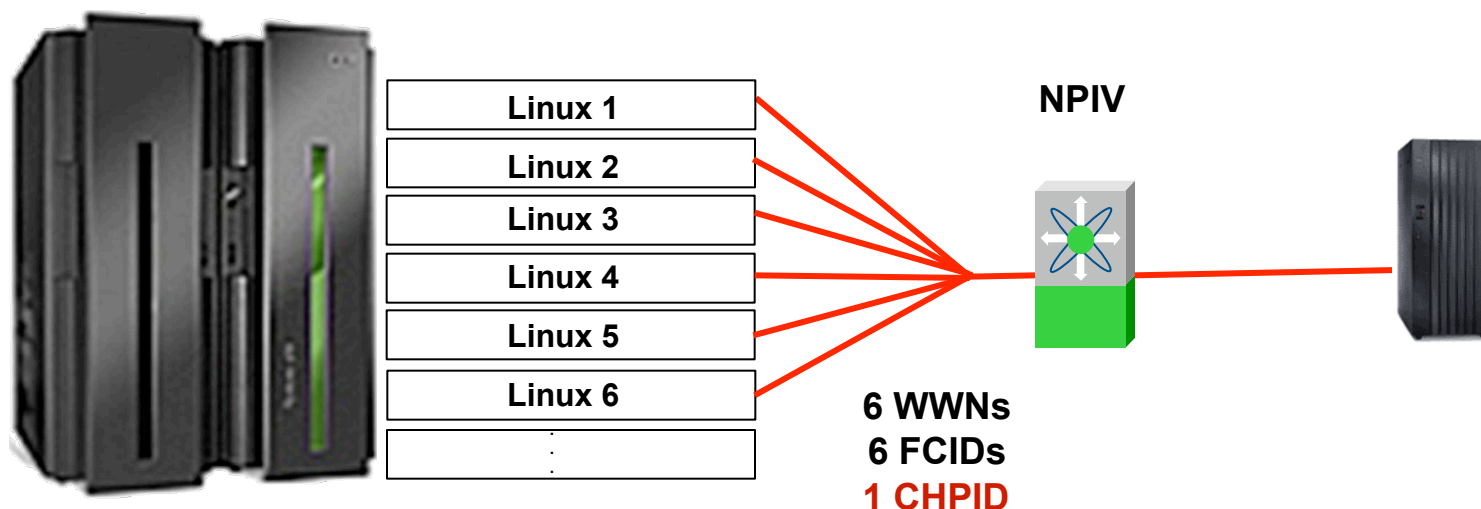 Linux 1
Linux 2
Linux 3
Linux 4
Linux 5
Linux 6
.
.
.
NPIV
6 WWNs
6 FCIDs
1 CHPID